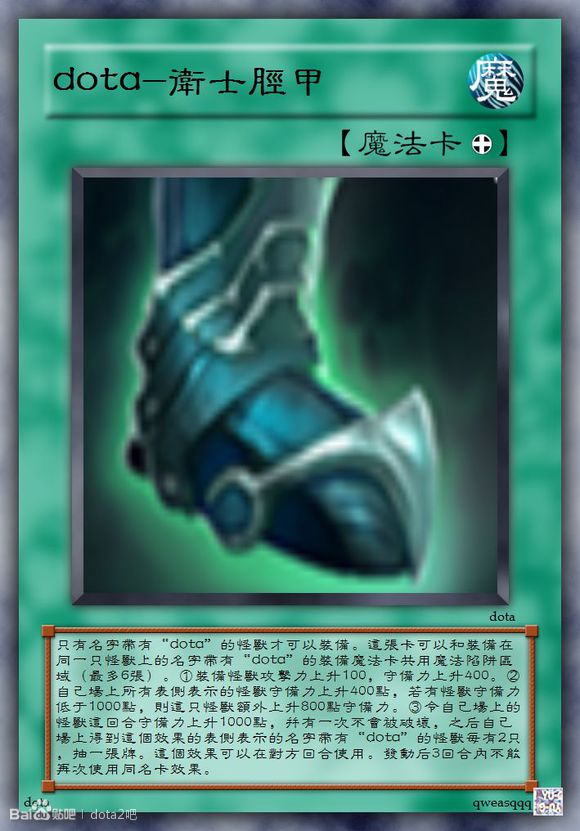 dota-衛士脛甲
魔
【魔法卡】
dota
只有名字帶有“dota”的怪獸才可以裝備。這張卡可以和裝備在
同一只怪獸上的名字帶有“dota”的裝備魔法卡共用魔法陷阱區
域（最多6張）。①裝備怪獸攻擊力上升100，守備力上升400。②
自己場上所有表側表示的怪獸守備力上升400點，若有怪獸守備力
低于1000點，則這只怪獸額外上升800點守備力。③令自己場上的
怪獸這回合守備力上升1000點，并有一次不會被破壞，之后自己
場上得到這個效果的表側表示的名字帶有“dota”的怪獸每有2只
，抽一張牌。這個效果可以在對方回合使用。發動后3回合內不能
再次使用同名卡效果。
dota
qweasqqq
Bai贴吧 | dota2吧